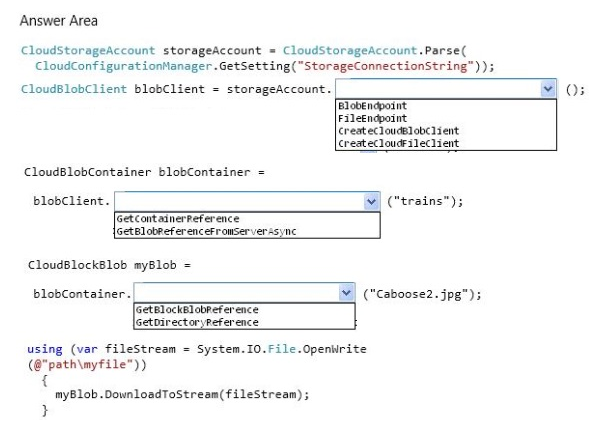 Answer Area
CloudStorageAccount storageAccount = CloudStorageAccount.Parse(
CloudConfigurationManager.GetSetting("StorageConnectionString"));
CloudBlobClient blobClient = storageAccount. ();
BlobEndpoint
FileEndpoint
CreateCloudBlobClient
CreateCloudFileClient
CloudBlobContainer blobContainer =
blobClient. ("trains");
GetContainerReference
GetBlobReferenceFromServerAsync
CloudBlockBlob myBlob =
blobContainer. ("Caboose2.jpg");
GetBlockBlobReference
GetDirectoryReference
using (var fileStream = System.IO.File.OpenWrite
(@"path\myfile"))
{
myBlob.DownloadToStream(fileStream);
}